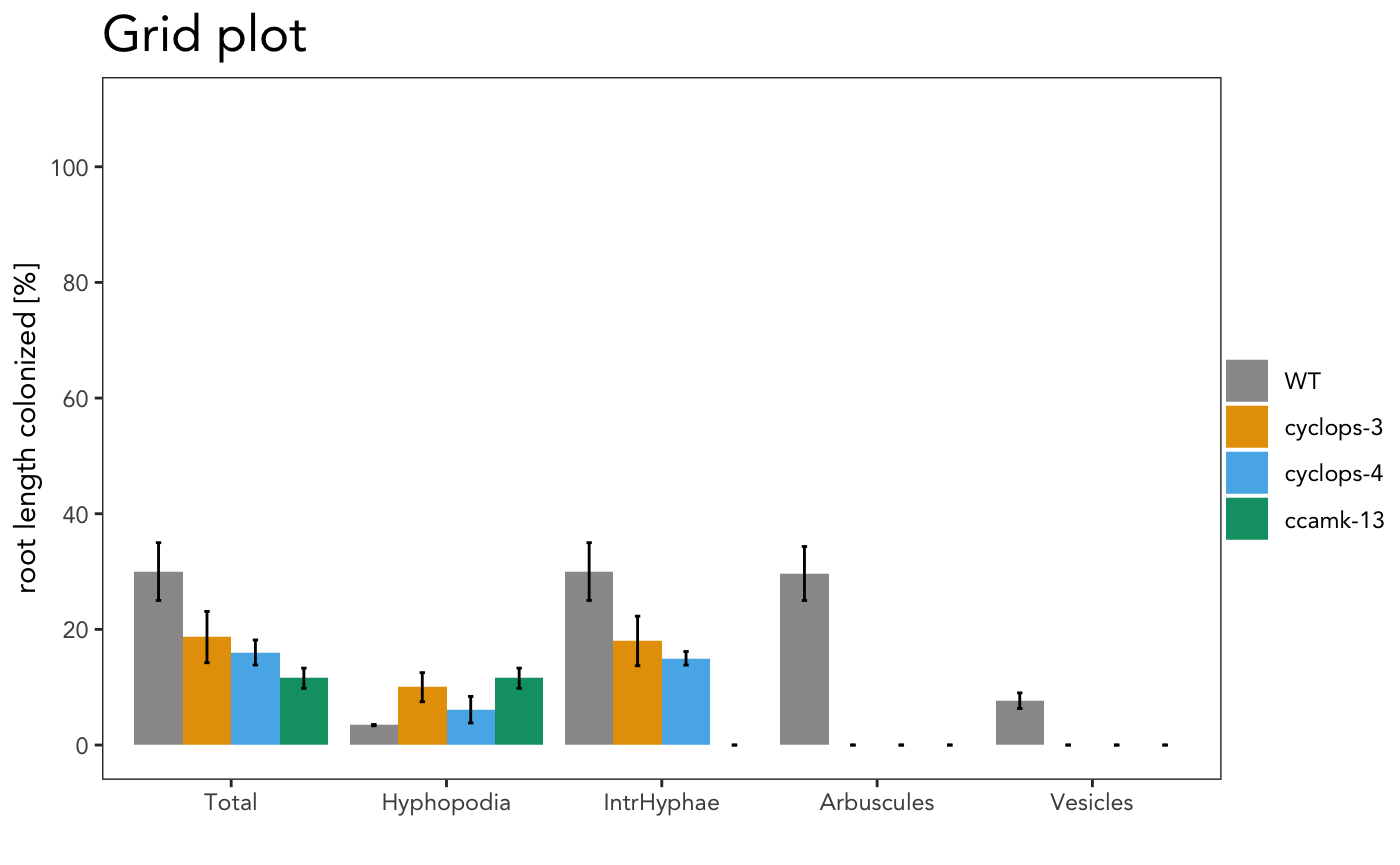 Grid plot
root length colonized [%]
100
80
60
40
20
0
Total
Hyphopodia
IntrHyphae
Arbuscules
Vesicles
WT
cyclops-3
cyclops-4
ccamk-13